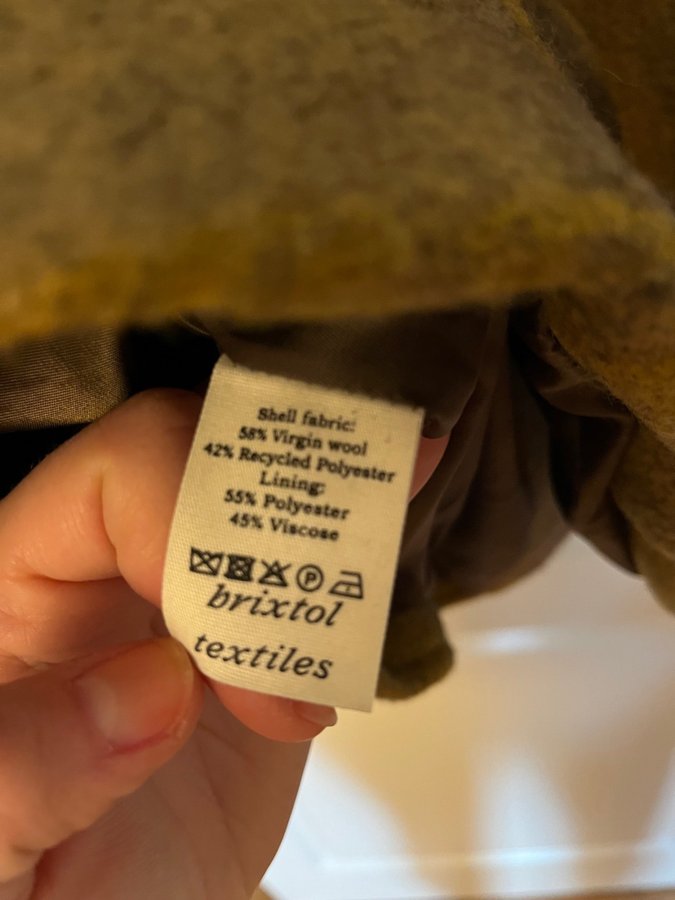 Shell fabric:
58% Virgin wool
42% Recycled Polyester
Lining:
55% Polyester
45% Viscose
P
brixtol
textiles